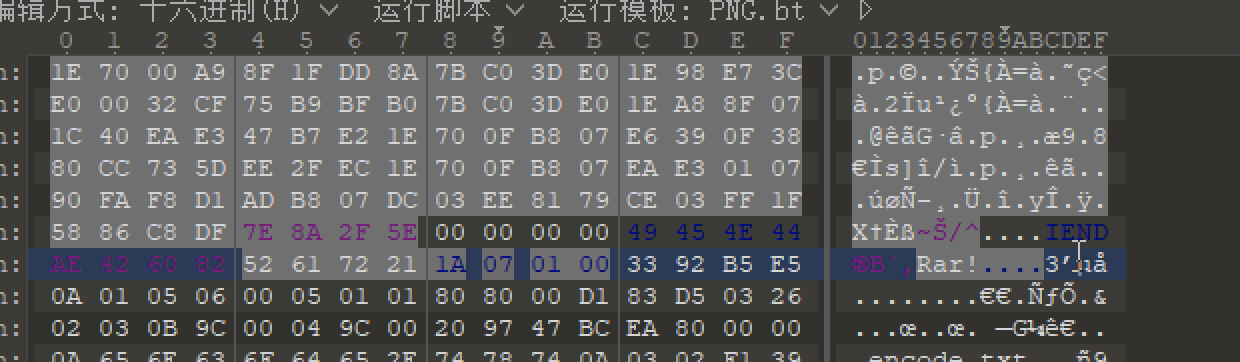 编辑方式: 十六进制(H) 运行脚本 运行模板: PNG.bt
0 1 2 3 4 5 6 7 8 9 A B C D E F 0123456789ABCDEF
h: 1E 70 00 A9 8F 1F DD 8A 7B C0 3D E0 1E 98 E7 3C .p.©..ÝŠ{À=à.˜ç<
h: E0 00 32 CF 75 B9 BF B0 7B C0 3D E0 1E A8 8F 07 à.2Ïu¹¿°{À=à.¨..
h: 1C 40 EA E3 47 B7 E2 1E 70 0F B8 07 E6 39 0F 38 .@êãG·â.p.¸.æ9.8
h: 80 CC 73 5D EE 2F EC 1E 70 0F B8 07 EA E3 01 07 €Ìs]î/ì.p.¸.êã..
h: 90 FA F8 D1 AD B8 07 DC 03 EE 81 79 CE 03 FF 1F .úøÑ-¸.Ü.î.yÎ.ÿ.
h: 58 86 C8 DF 7E 8A 2F 5E 00 00 00 00 49 45 4E 44 X†Èß~Š/^....IEND
h: AE 42 60 82 52 61 72 21 1A 07 01 00 33 92 B5 E5 ®B`‚Rar!....3’µå
h: 0A 01 05 06 00 05 01 01 80 80 00 D1 83 D5 03 26 ........€€.ÑƒÕ.&
h: 02 03 0B 9C 00 04 9C 00 20 97 47 BC EA 80 00 00 ...œ..œ. —G¼ê€..
h: 0A 65 6E 63 6F 64 65 2E 74 78 74 0A 03 02 F1 39 .encode.txt...ñ9